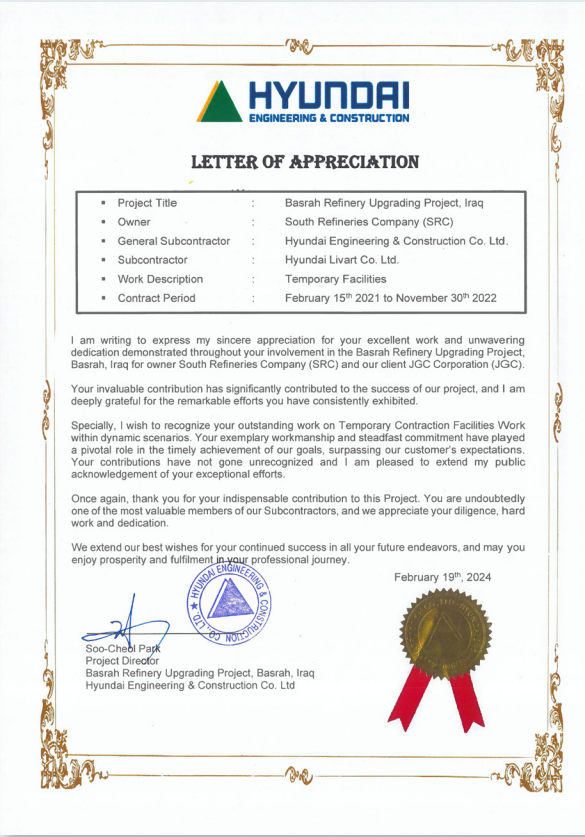 HYUNDAI
ENGINEERING & CONSTRUCTION
LETTER OF APPRECIATION
▪ Project Title : Basrah Refinery Upgrading Project, Iraq
▪ Owner : South Refineries Company (SRC)
▪ General Subcontractor : Hyundai Engineering & Construction Co. Ltd.
▪ Subcontractor : Hyundai Livart Co. Ltd.
▪ Work Description : Temporary Facilities
▪ Contract Period : February 15th 2021 to November 30th 2022
I am writing to express my sincere appreciation for your excellent work and unwavering
dedication demonstrated throughout your involvement in the Basrah Refinery Upgrading Project,
Basrah, Iraq for owner South Refineries Company (SRC) and our client JGC Corporation (JGC).
Your invaluable contribution has significantly contributed to the success of our project, and I am
deeply grateful for the remarkable efforts you have consistently exhibited.
Specially, I wish to recognize your outstanding work on Temporary Contraction Facilities Work
within dynamic scenarios. Your exemplary workmanship and steadfast commitment have played
a pivotal role in the timely achievement of our goals, surpassing our customer's expectations.
Your contributions have not gone unrecognized and I am pleased to extend my public
acknowledgement of your exceptional efforts.
Once again, thank you for your indispensable contribution to this Project. You are undoubtedly
one of the most valuable members of our Subcontractors, and we appreciate your diligence, hard
work and dedication.
We extend our best wishes for your continued success in all your future endeavors, and may you
enjoy prosperity and fulfilment in your professional journey.
February 19th, 2024
HYUNDAI ENGINEERING & CONSTRUCTION CO., LTD. ★
Soo-Cheol Park
Project Director
Basrah Refinery Upgrading Project, Basrah, Iraq
Hyundai Engineering & Construction Co. Ltd